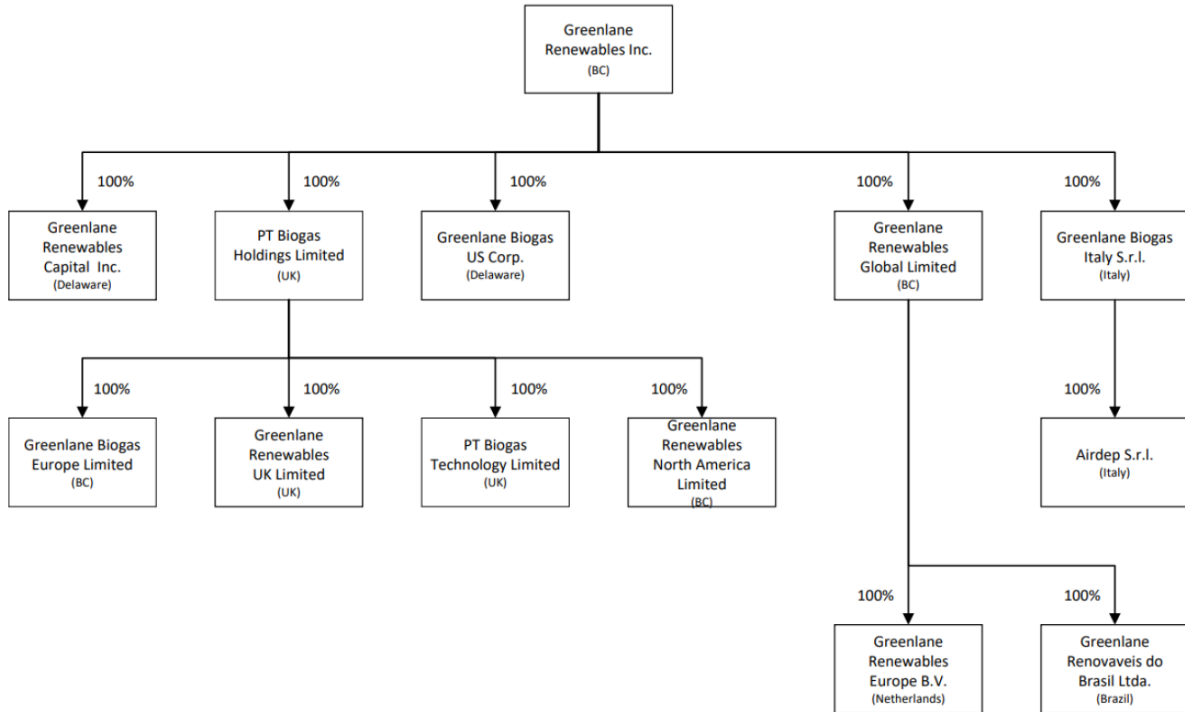 Greenlane
Renewables Inc.
(BC)
100%
100%
100%
100%
100%
Greenlane
Renewables
Capital Inc.
(Delaware)
PT Biogas
Holdings Limited
(UK)
Greenlane Biogas
US Corp.
(Delaware)
Greenlane
Renewables
Global Limited
(BC)
Greenlane Biogas
Italy S.r.l.
(Italy)
100%
100%
100%
100%
100%
Greenlane Biogas
Europe Limited
(BC)
Greenlane
Renewables
UK Limited
(UK)
PT Biogas
Technology Limited
(UK)
Greenlane
Renewables
North America
Limited
(BC)
Airdep S.r.l.
(Italy)
100%
100%
Greenlane
Renewables
Europe B.V.
(Netherlands)
Greenlane
Renovaveis do
Brasil Ltda.
(Brazil)